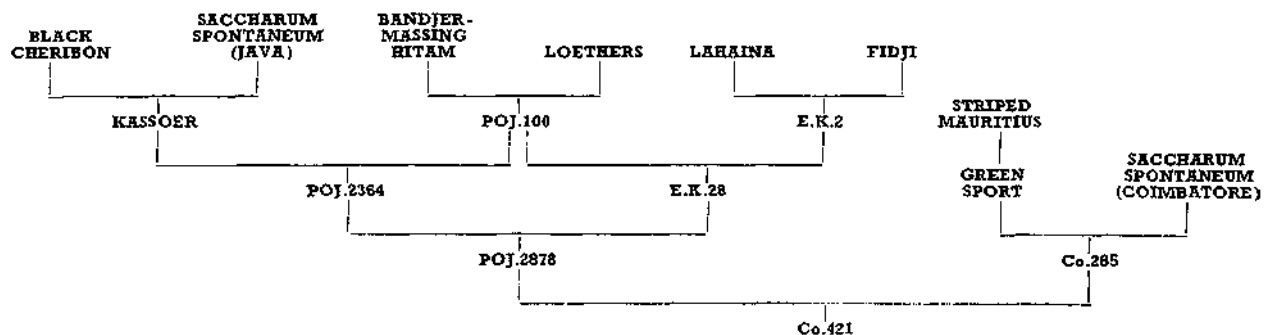 BLACK
CHERIBON
SACCHARUM
SPONTANEUM
(JAVA)
BANDJER-
MASSING
HITAM
LOETHERS
LAHAINA
FIDJI
KASSOER
POJ.100
E.K.2
STRIPED
MAURITIUS
POJ.2364
E.K.28
GREEN
SPORT
SACCHARUM
SPONTANEUM
(COIMBATORE)
POJ.2878
Co.285
Co.421